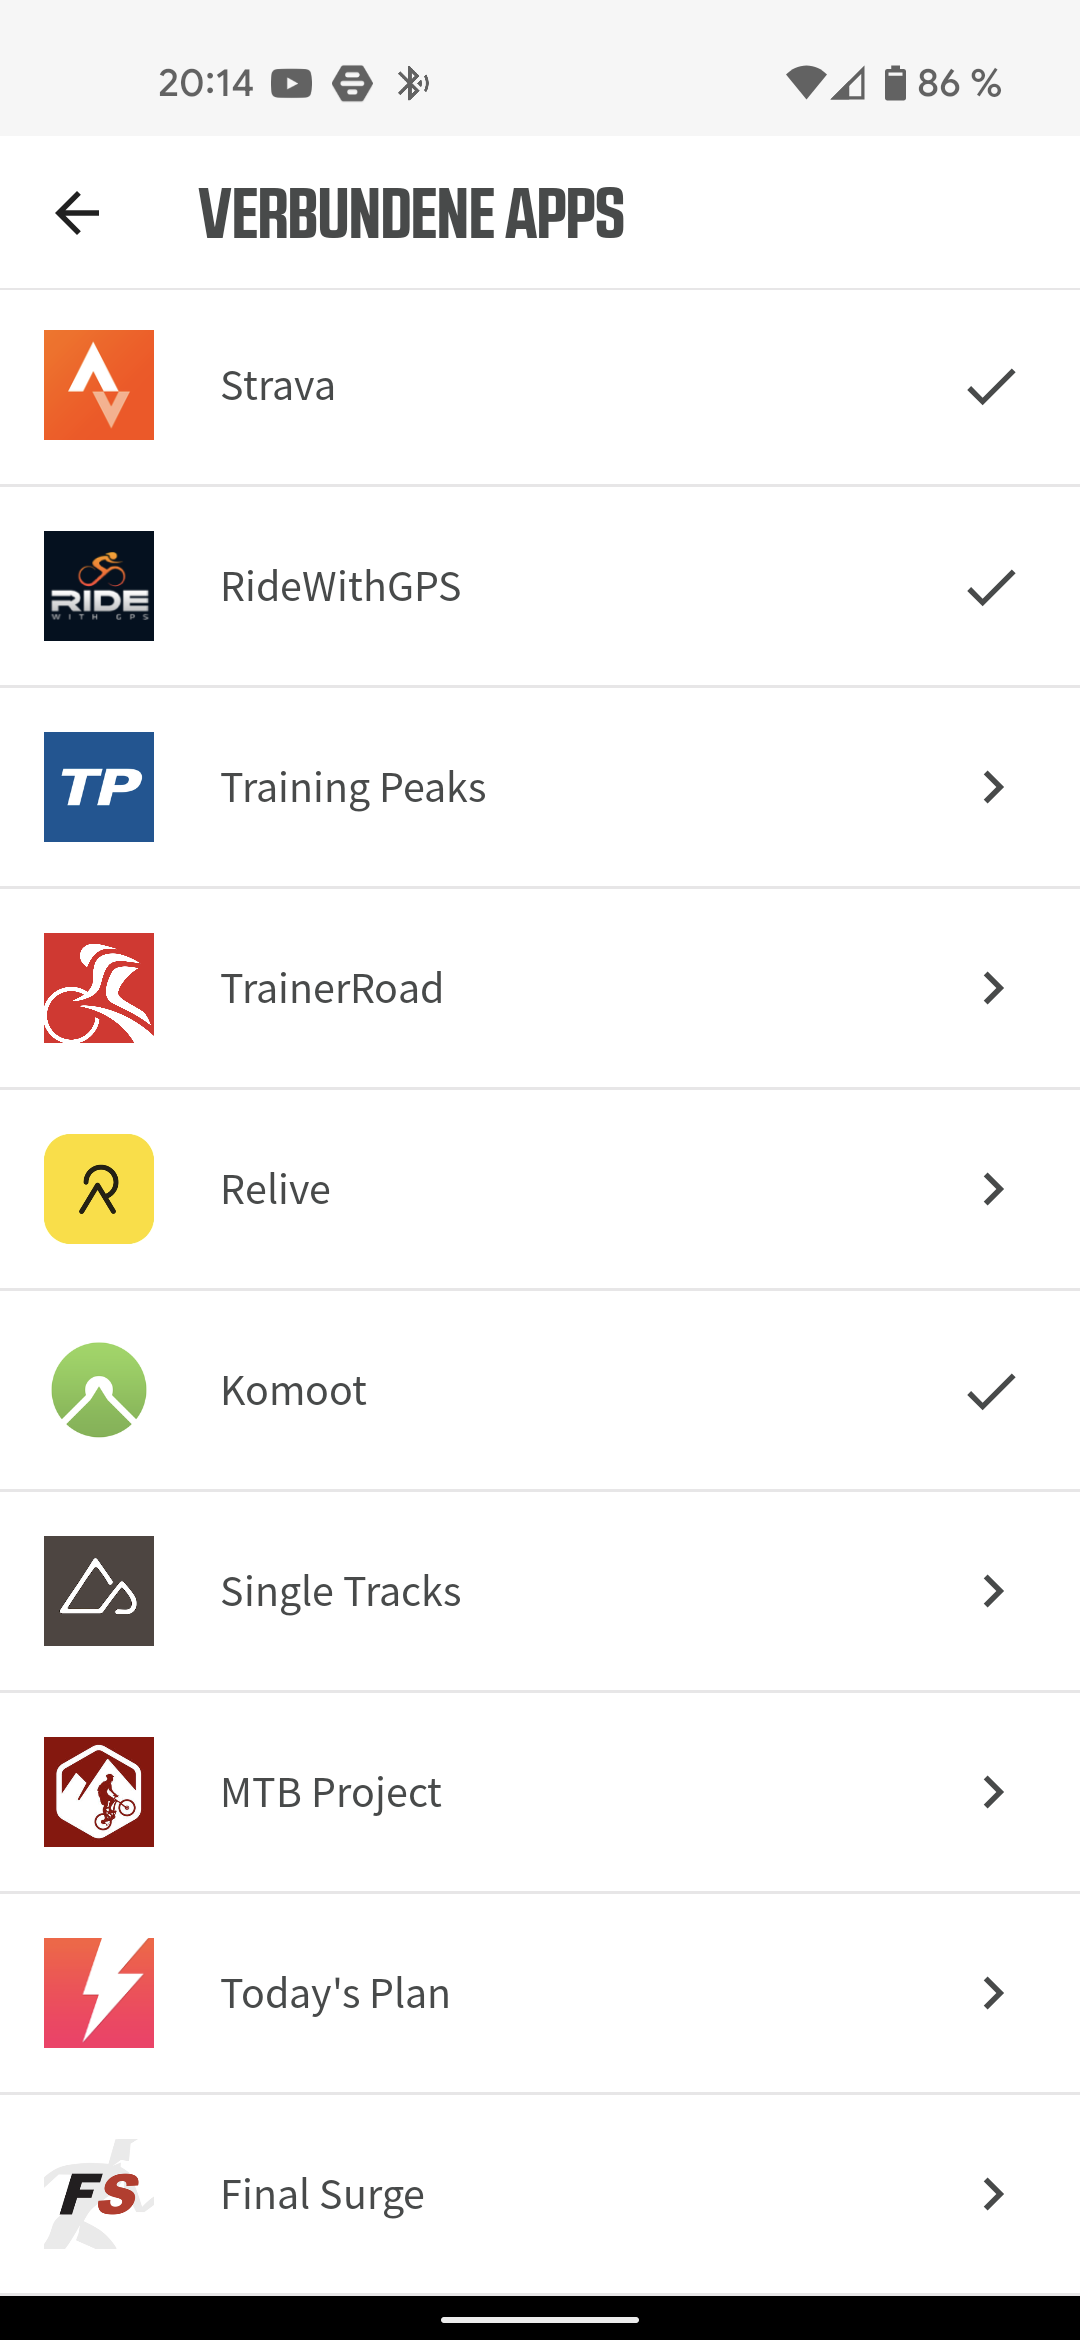 20:14 86 %
VERBUNDENE APPS
Strava
RIDE
WITH GPS
RideWithGPS
TP
Training Peaks
TrainerRoad
Relive
Komoot
Single Tracks
MTB Project
Today's Plan
FS
Final Surge